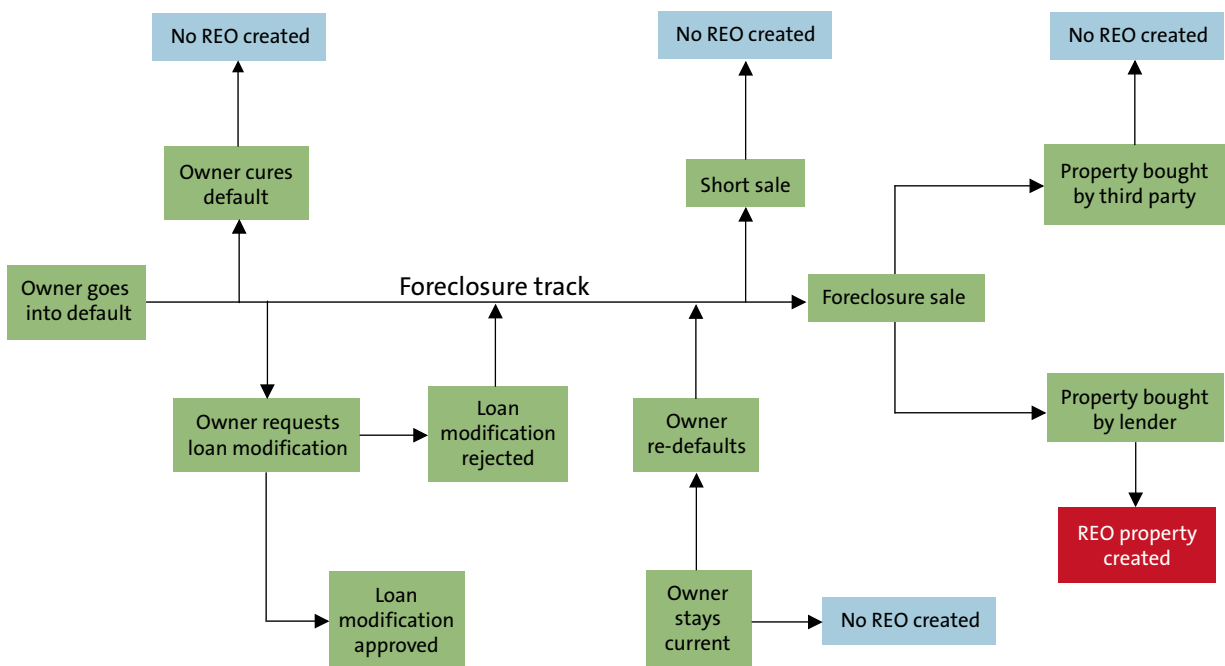 No REO created
No REO created
No REO created
Owner cures
default
Short sale
Property bought
by third party
Owner goes
into default
Foreclosure track
Foreclosure sale
Owner requests
loan modification
Loan
modification
rejected
Owner
re-defaults
Property bought
by lender
REO property
created
Loan
modification
approved
Owner
stays
current
No REO created